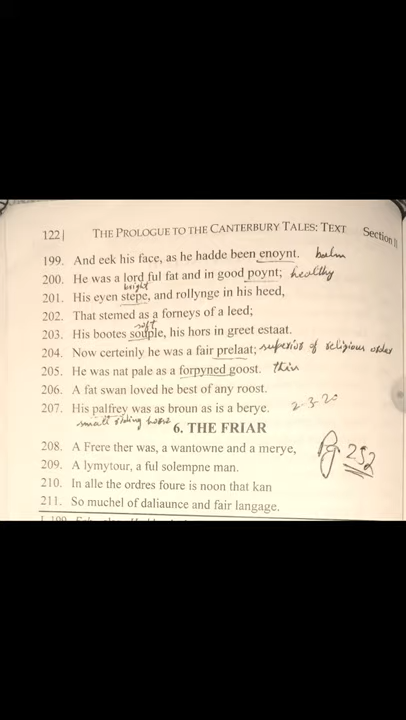 122| THE PROLOGUE TO THE CANTERBURY TALES: TEXT Section II
199. And eek his face, as he hadde been enoynt. balm
200. He was a lord ful fat and in good poynt; healthy
bright
201. His eyen stepe, and rollynge in his heed,
202. That stemed as a forneys of a leed;
soft
203. His bootes souple, his hors in greet estaat.
204. Now certeinly he was a fair prelaat; superior of religious order
205. He was nat pale as a forpyned goost. thin
206. A fat swan loved he best of any roost.
207. His palfrey was as broun as is a berye. 2-3-20
small riding horse
6. THE FRIAR
208. A Frere ther was, a wantowne and a merye,
Pg 252
209. A lymytour, a ful solempne man.
210. In alle the ordres foure is noon that kan
211. So muchel of daliaunce and fair langage.